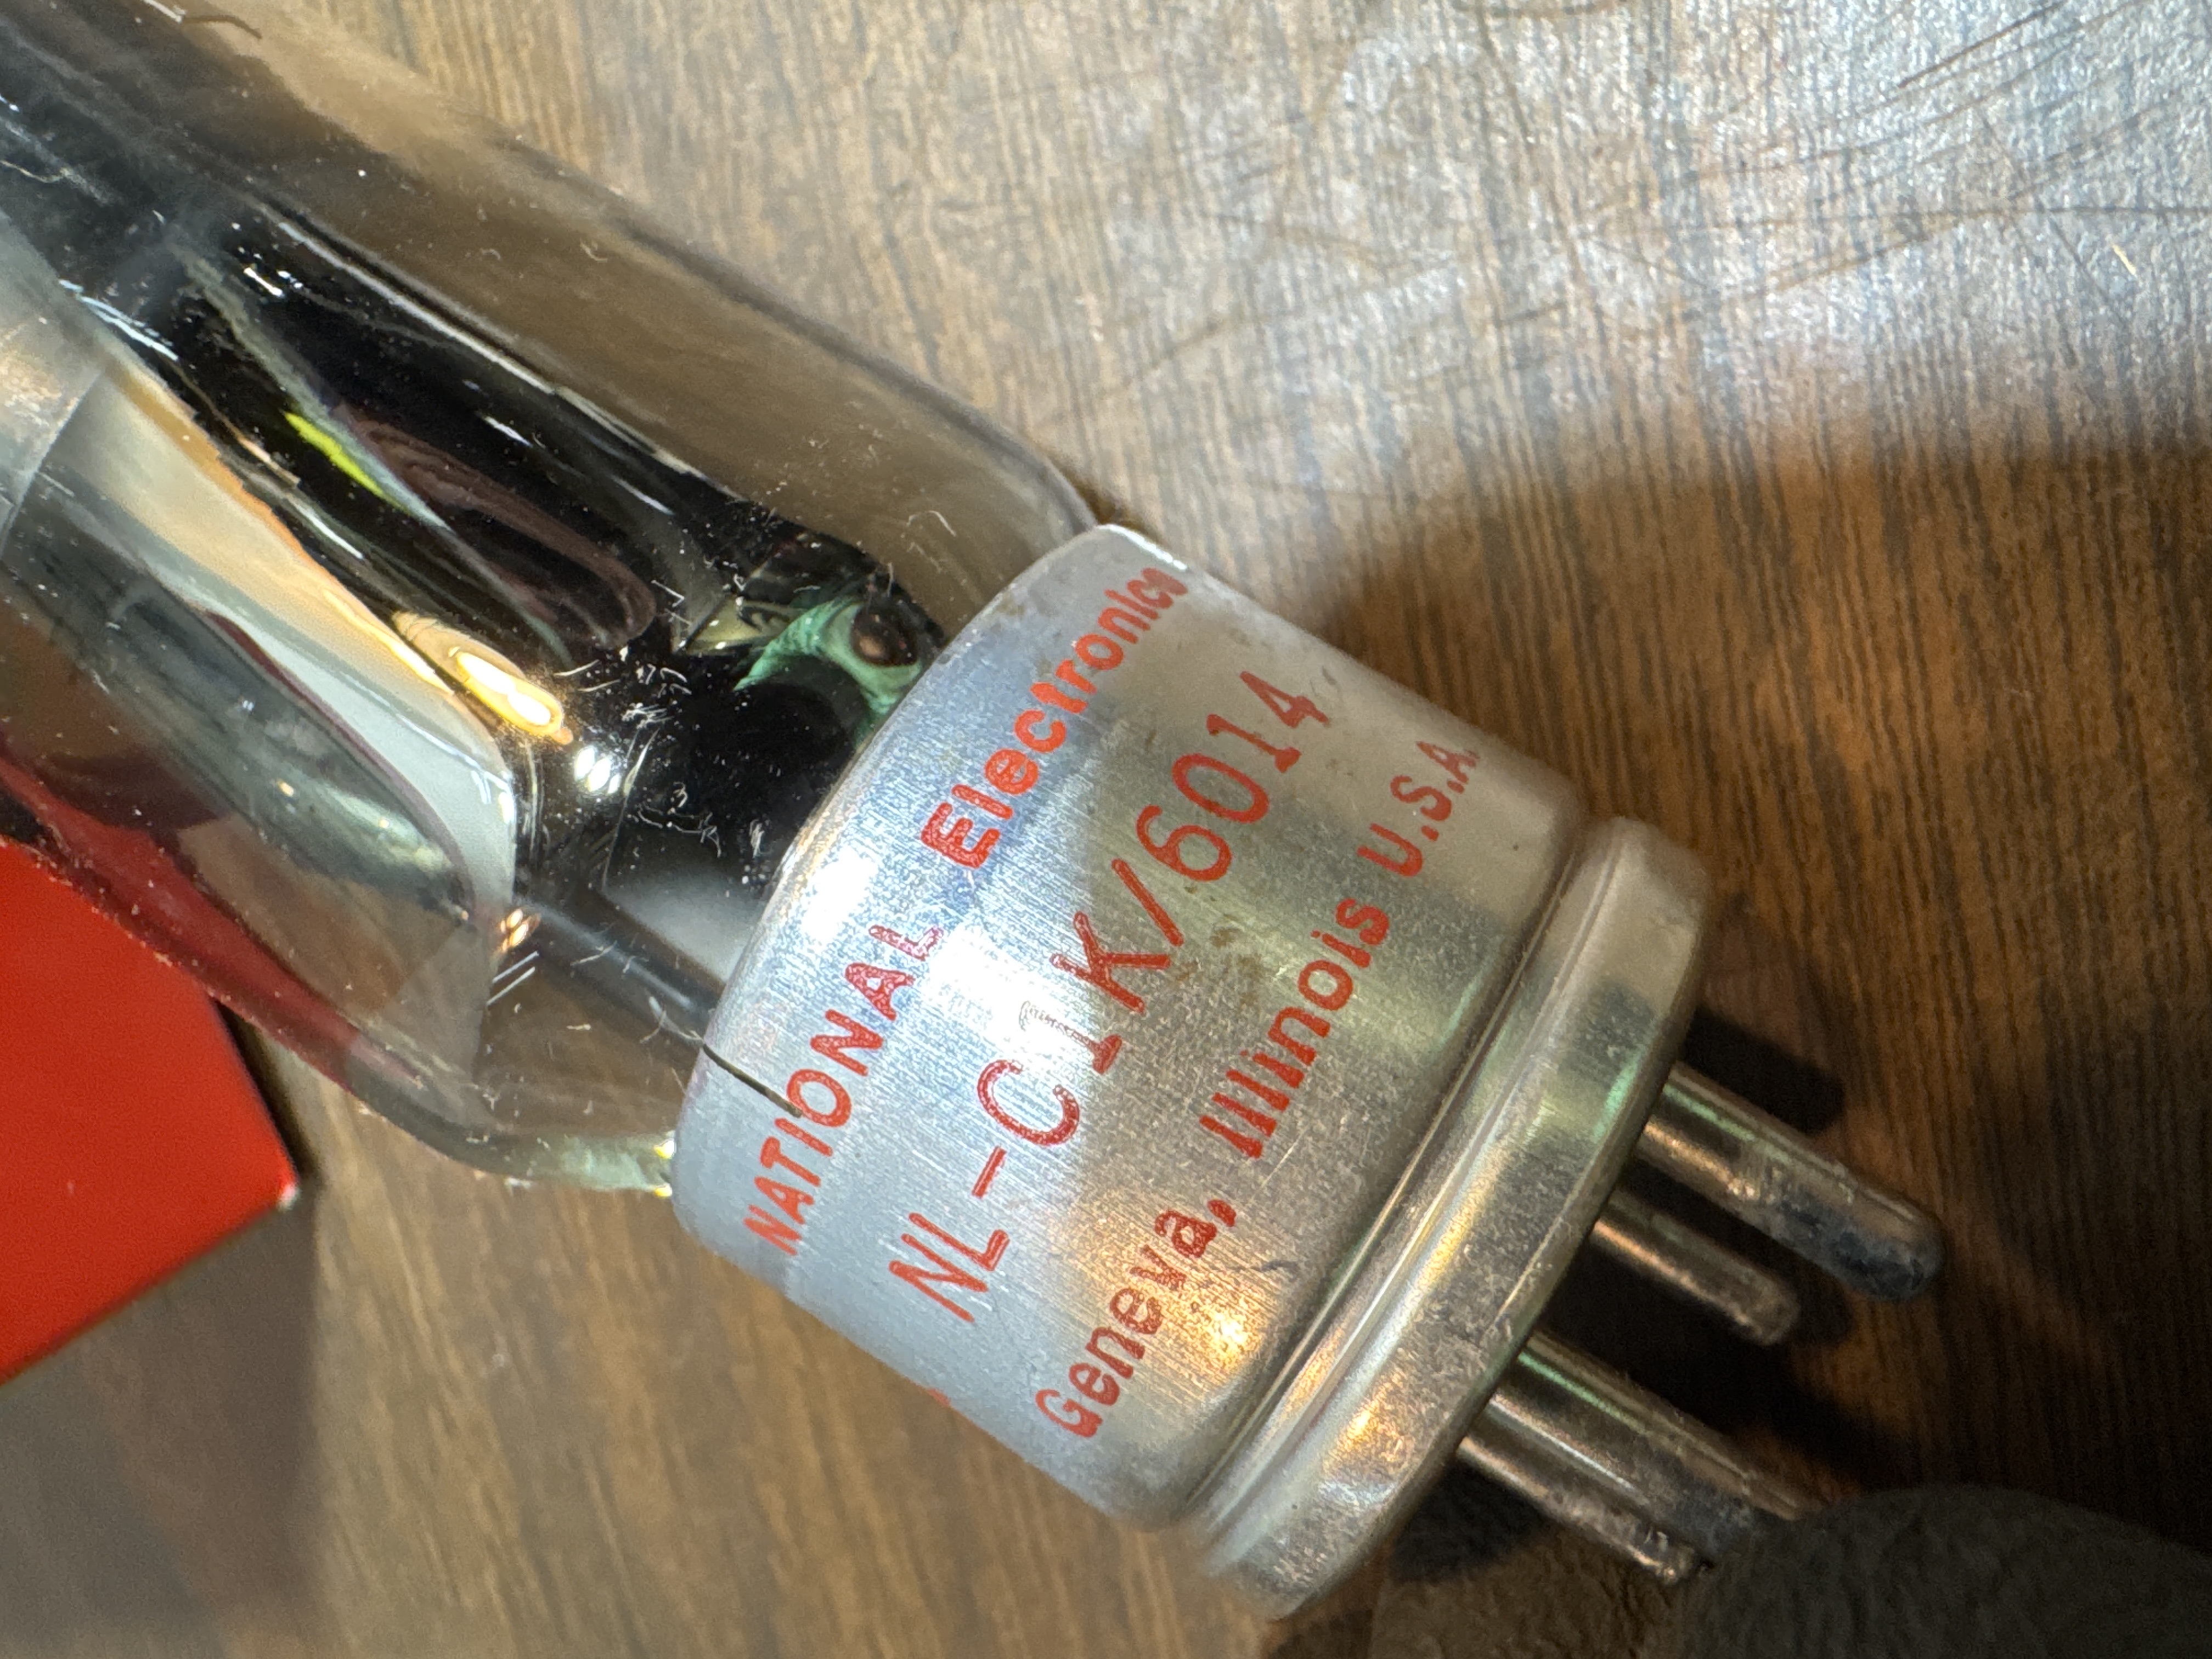 NATIONAL Electronics
NL-C1K/6014
Geneva, Illinois U.S.A.